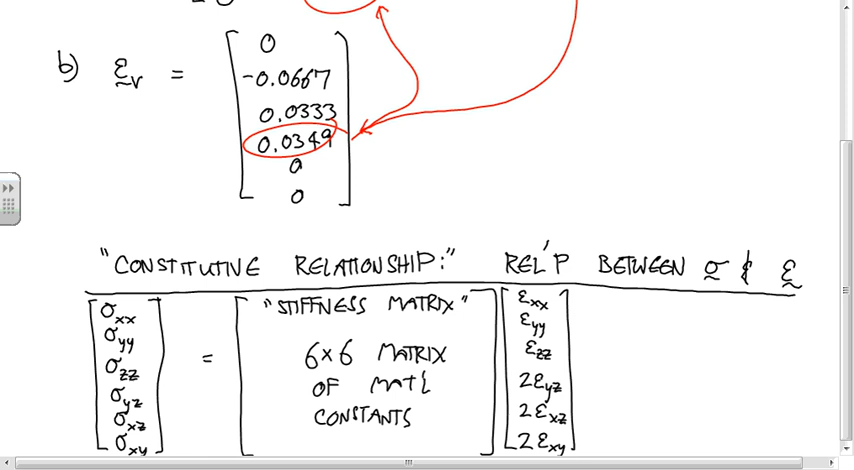 b) ε_v = [ 0
-0.0667
0.0333
0.0349
0
0 ]
"CONSTITUTIVE RELATIONSHIP:" REL'P BETWEEN σ & ε
[ σxx
σyy
σzz
σyz
σxz
σxy ]
=
[ "STIFFNESS MATRIX"
6×6 MATRIX
OF MAT'L
CONSTANTS ]
[ εxx
εyy
εzz
2εyz
2εxz
2εxy ]